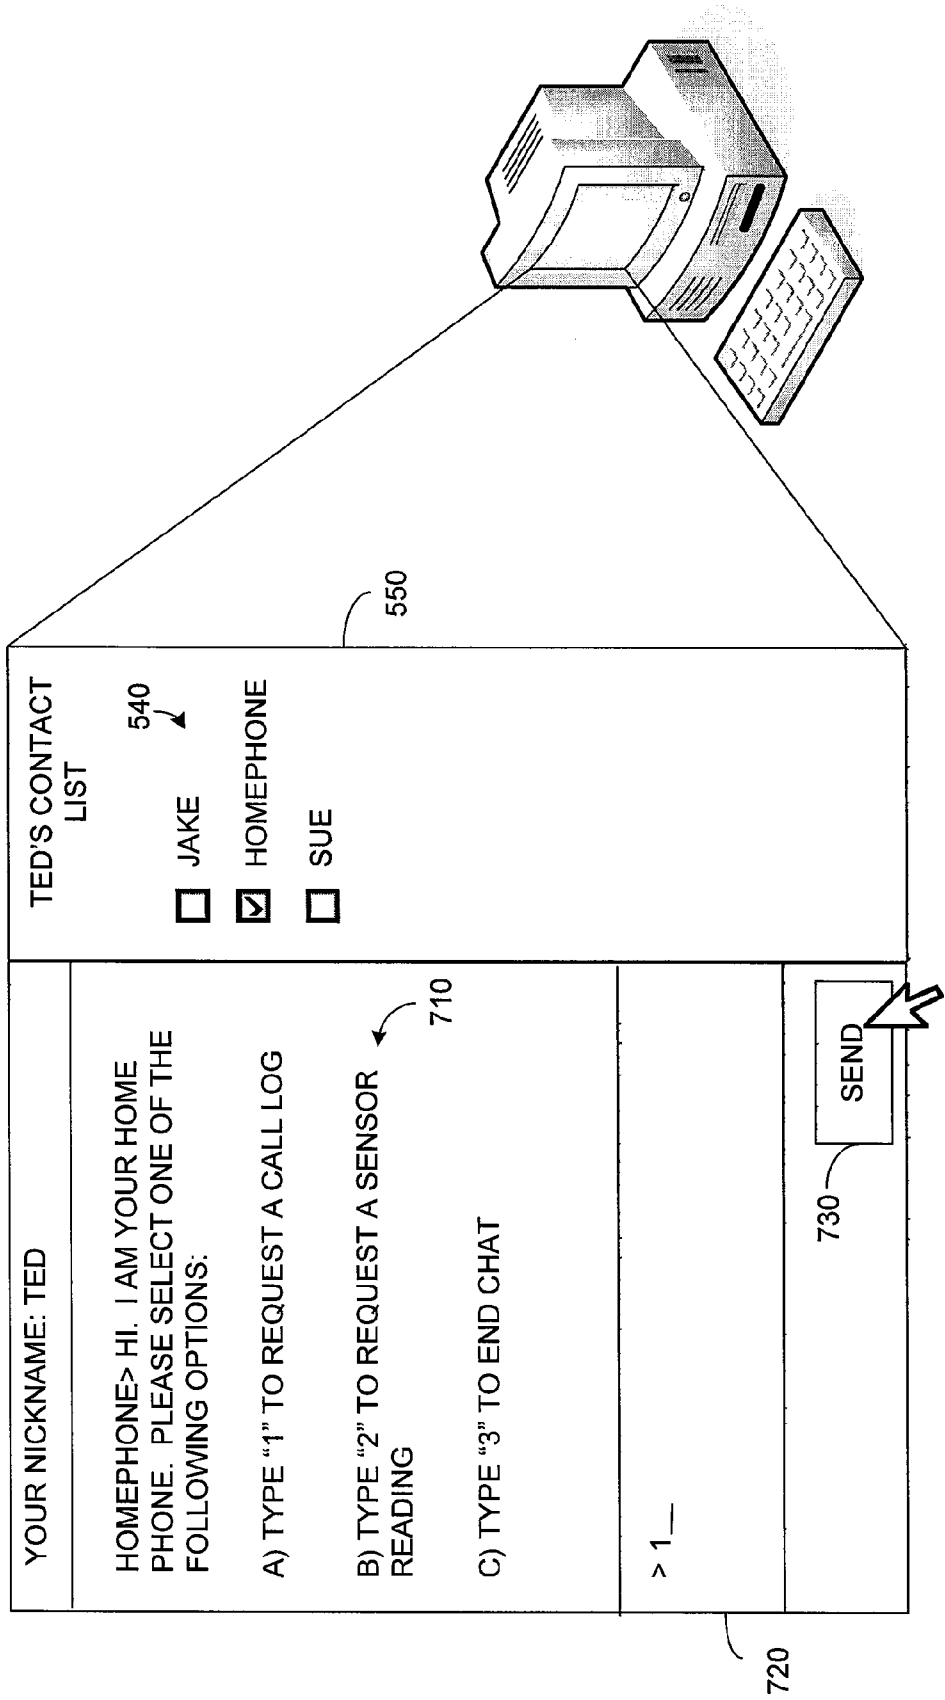 YOUR NICKNAME: TED
HOMEPHONE> HI. I AM YOUR HOME
PHONE. PLEASE SELECT ONE OF THE
FOLLOWING OPTIONS:
A) TYPE “1” TO REQUEST A CALL LOG
B) TYPE “2” TO REQUEST A SENSOR
READING
710
C) TYPE “3” TO END CHAT
> 1_
720
730
SEND
TED'S CONTACT
LIST
540
JAKE
HOMEPHONE
SUE
550